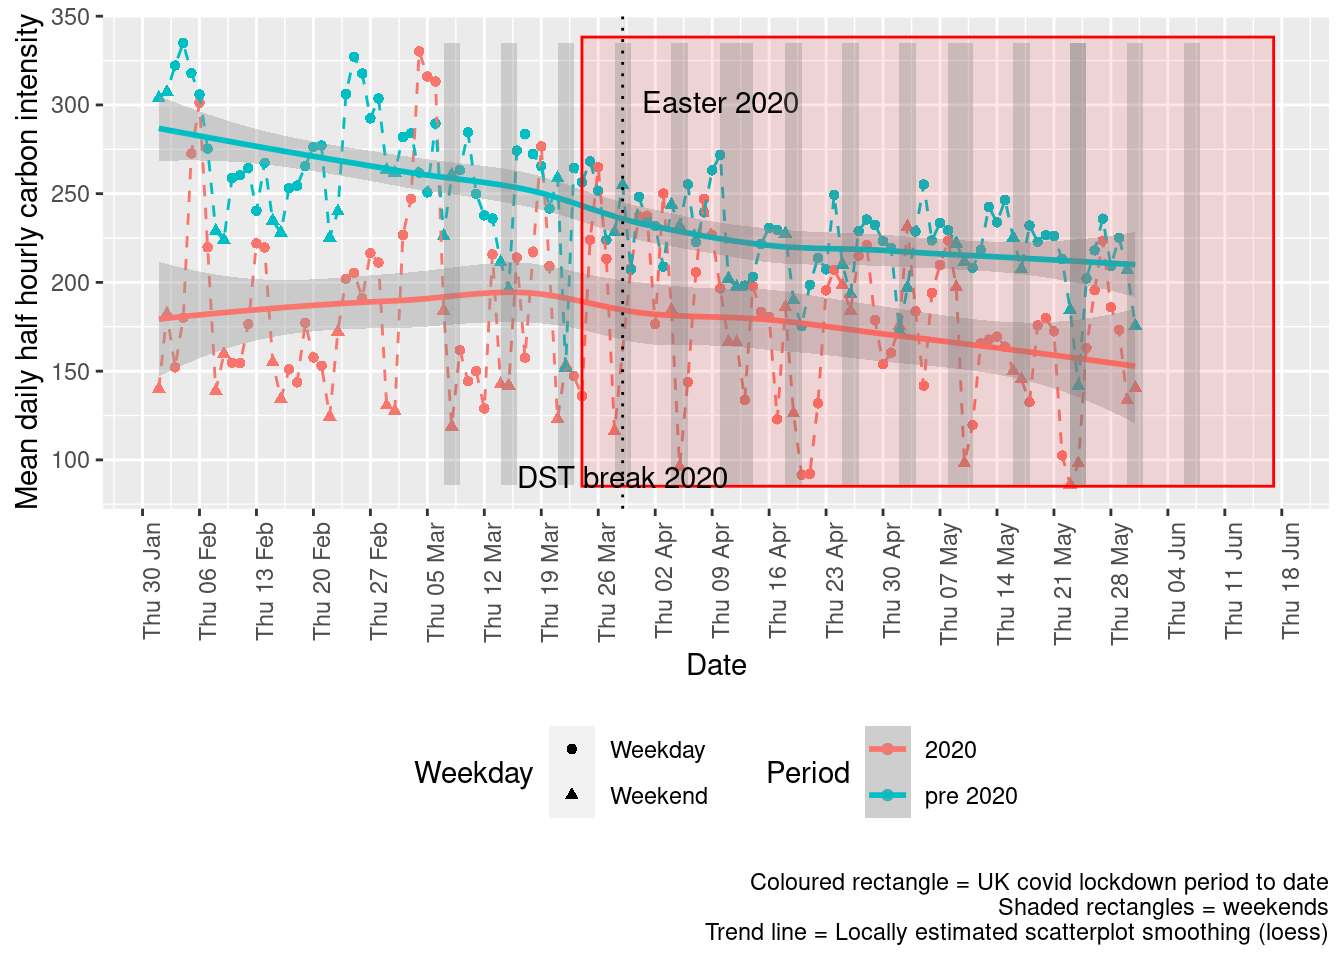 Mean daily half hourly carbon intensity
350
300
250
200
150
100
Easter 2020
DST break 2020
Thu 30 Jan
Thu 06 Feb
Thu 13 Feb
Thu 20 Feb
Thu 27 Feb
Thu 05 Mar
Thu 12 Mar
Thu 19 Mar
Thu 26 Mar
Thu 02 Apr
Thu 09 Apr
Thu 16 Apr
Thu 23 Apr
Thu 30 Apr
Thu 07 May
Thu 14 May
Thu 21 May
Thu 28 May
Thu 04 Jun
Thu 11 Jun
Thu 18 Jun
Date
Weekday
Weekday
Weekend
Period
2020
pre 2020
Coloured rectangle = UK covid lockdown period to date
Shaded rectangles = weekends
Trend line = Locally estimated scatterplot smoothing (loess)